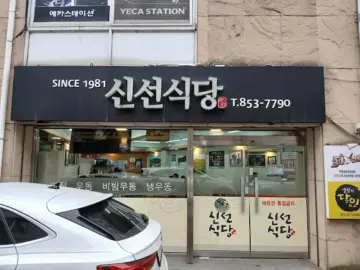 에카스테이션
YECA STATION
SINCE 1981
신선식당
T.853-7790
우동 비빔우동 냉우동
신선
식당
신선
식당